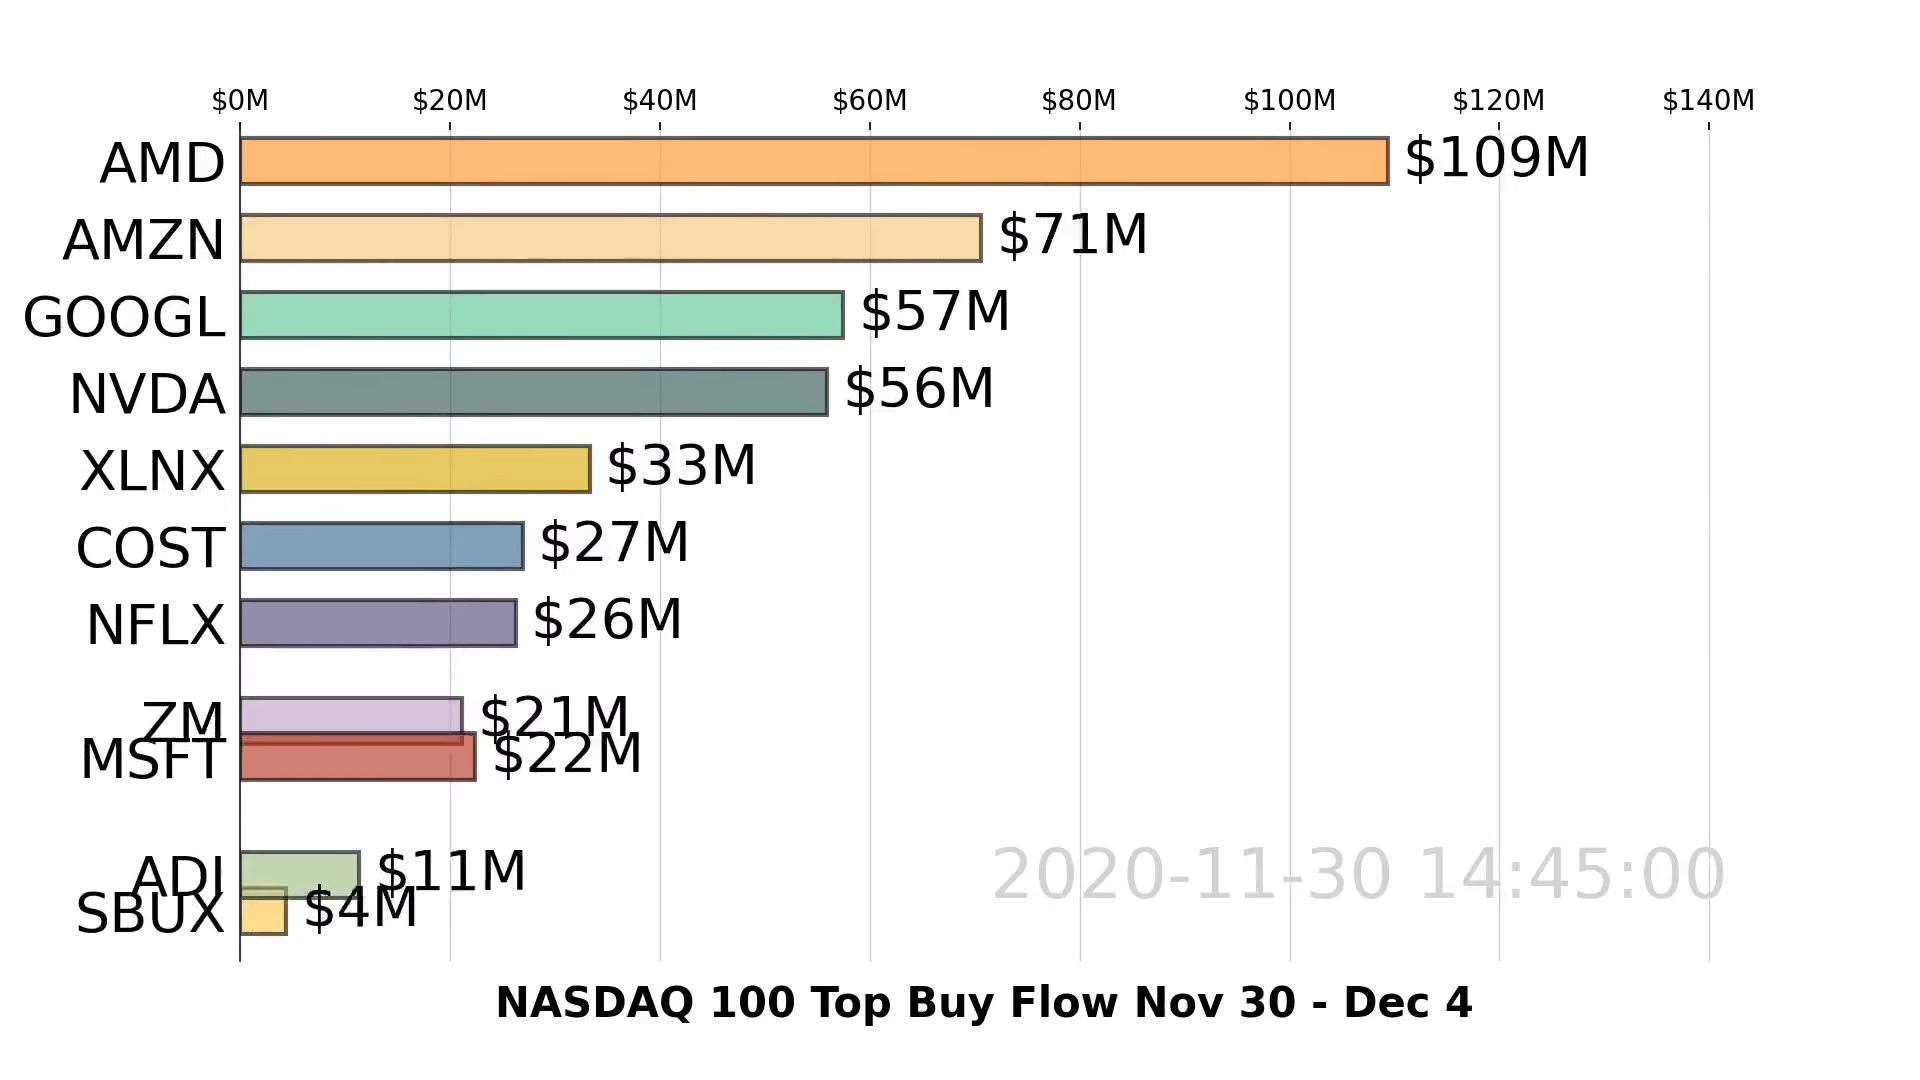 $0M $20M $40M $60M $80M $100M $120M $140M
AMD $109M
AMZN $71M
GOOGL $57M
NVDA $56M
XLNX $33M
COST $27M
NFLX $26M
ZM $21M
MSFT $22M
ADI $11M
2020-11-30 14:45:00
SBUX $4M
NASDAQ 100 Top Buy Flow Nov 30 - Dec 4